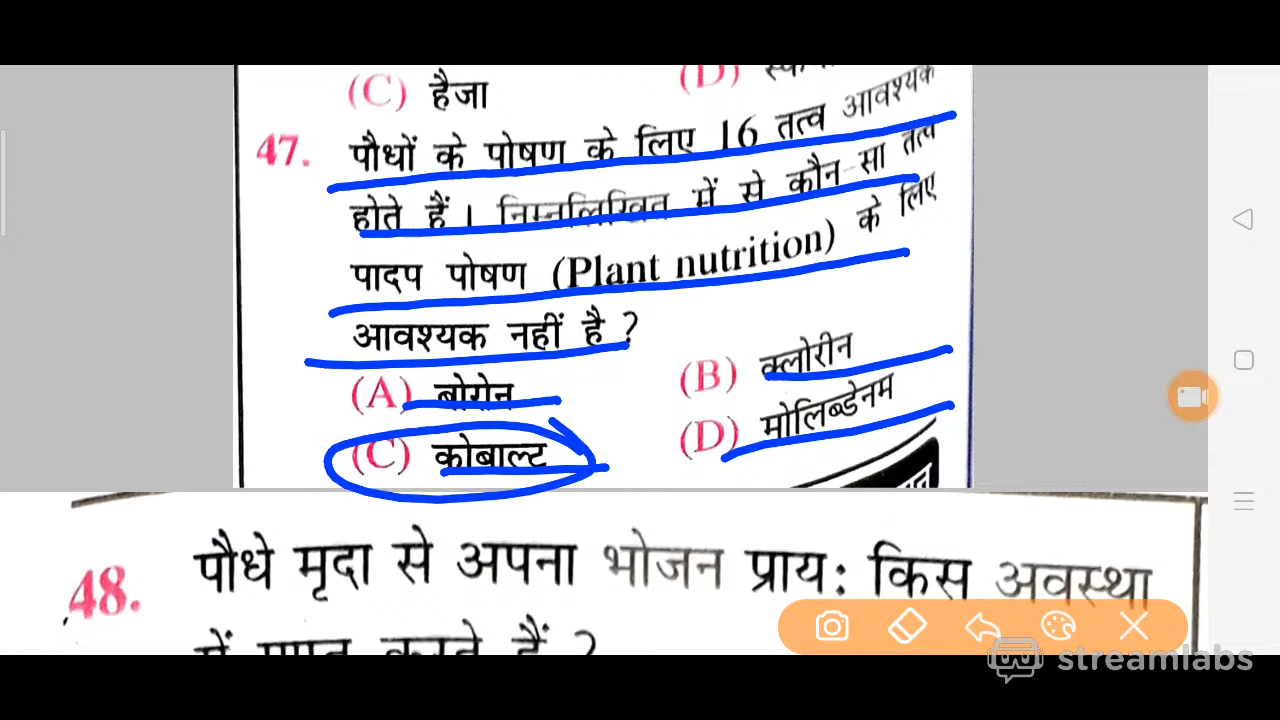 (C) हैजा (D)
47. पौधों के पोषण के लिए 16 तत्व आवश्यक
होते हैं। निम्नलिखित में से कौन-सा तत्व
पादप पोषण (Plant nutrition) के लिए
आवश्यक नहीं है ?
(A) बोरोन (B) क्लोरीन
(C) कोबाल्ट (D) मोलिब्डेनम
48. पौधे मृदा से अपना भोजन प्राय: किस अवस्था
में करते हैं ?
streamlabs